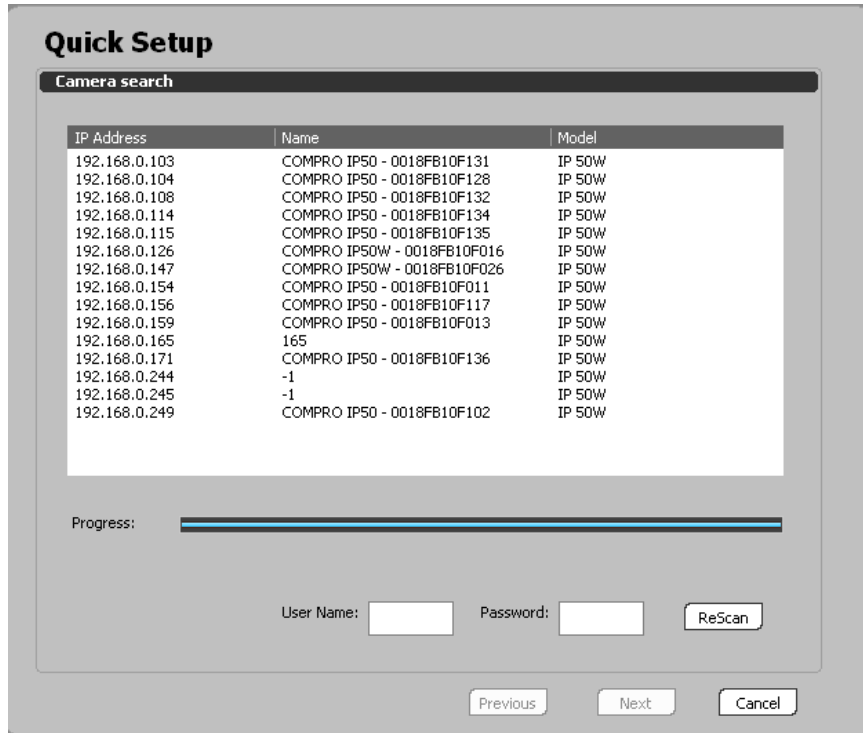 Quick Setup
Camera search
IP Address Name Model
192.168.0.103 COMPRO IP50 - 0018FB10F131 IP 50W
192.168.0.104 COMPRO IP50 - 0018FB10F128 IP 50W
192.168.0.108 COMPRO IP50 - 0018FB10F132 IP 50W
192.168.0.114 COMPRO IP50 - 0018FB10F134 IP 50W
192.168.0.115 COMPRO IP50 - 0018FB10F135 IP 50W
192.168.0.126 COMPRO IP50W - 0018FB10F016 IP 50W
192.168.0.147 COMPRO IP50W - 0018FB10F026 IP 50W
192.168.0.154 COMPRO IP50 - 0018FB10F011 IP 50W
192.168.0.156 COMPRO IP50 - 0018FB10F117 IP 50W
192.168.0.159 COMPRO IP50 - 0018FB10F013 IP 50W
192.168.0.165 165 IP 50W
192.168.0.171 COMPRO IP50 - 0018FB10F136 IP 50W
192.168.0.244 -1 IP 50W
192.168.0.245 -1 IP 50W
192.168.0.249 COMPRO IP50 - 0018FB10F102 IP 50W
Progress:
User Name: Password: ReScan
Previous Next Cancel